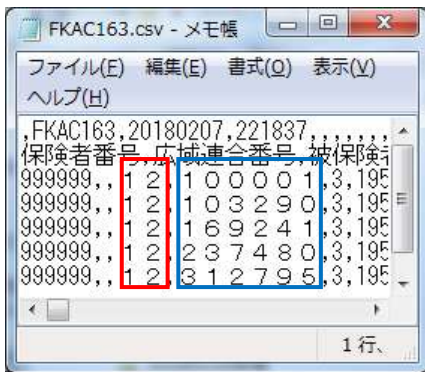 FKAC163.csv - メモ帳
ファイル(F) 編集(E) 書式(O) 表示(V)
ヘルプ(H)
,FKAC163,20180207,221837,,,,,,,
保険者番号,広域連合番号,被保険
999999,,１２,１０００００１,3,195
999999,,１２,１０３２９０,3,195
999999,,１２,１６９２４１,3,195
999999,,１２,２３７４８０,3,195
999999,,１２,３１２７９５,3,195
1 行、